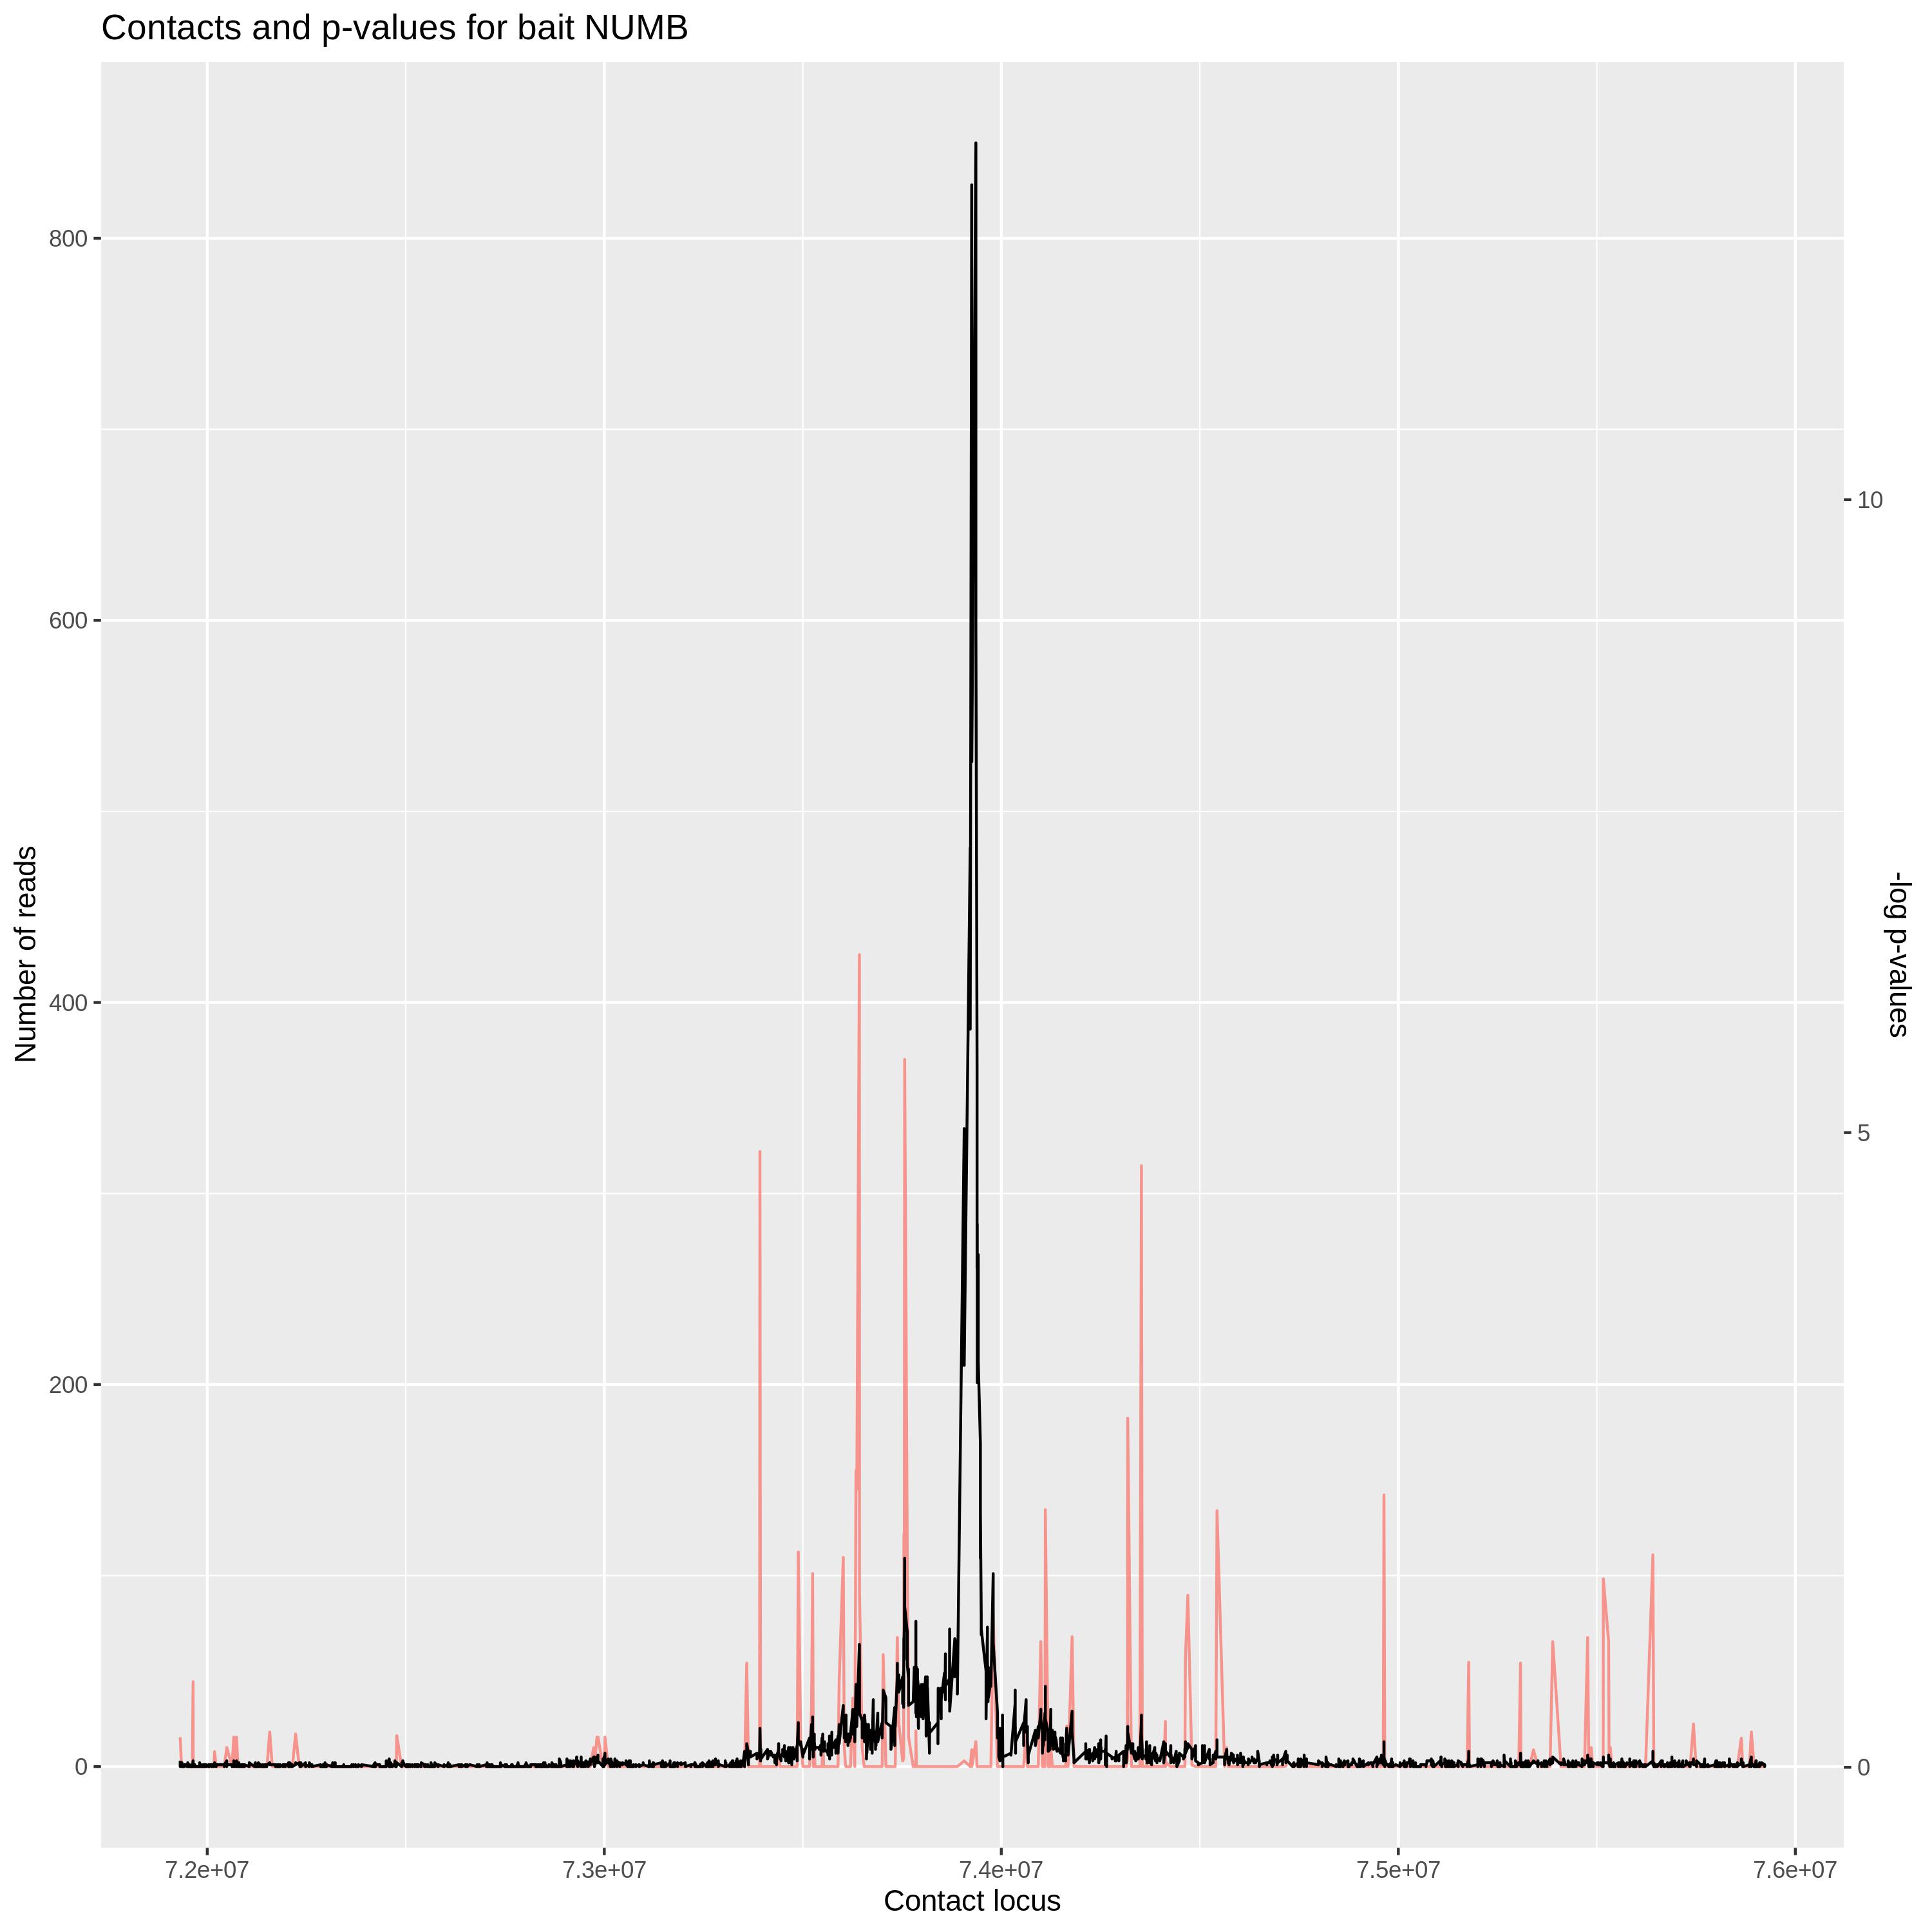 Contacts and p-values for bait NUMB
800
600
400
200
0
Number of reads
10
5
0
-log p-values
7.2e+07
7.3e+07
7.4e+07
7.5e+07
7.6e+07
Contact locus